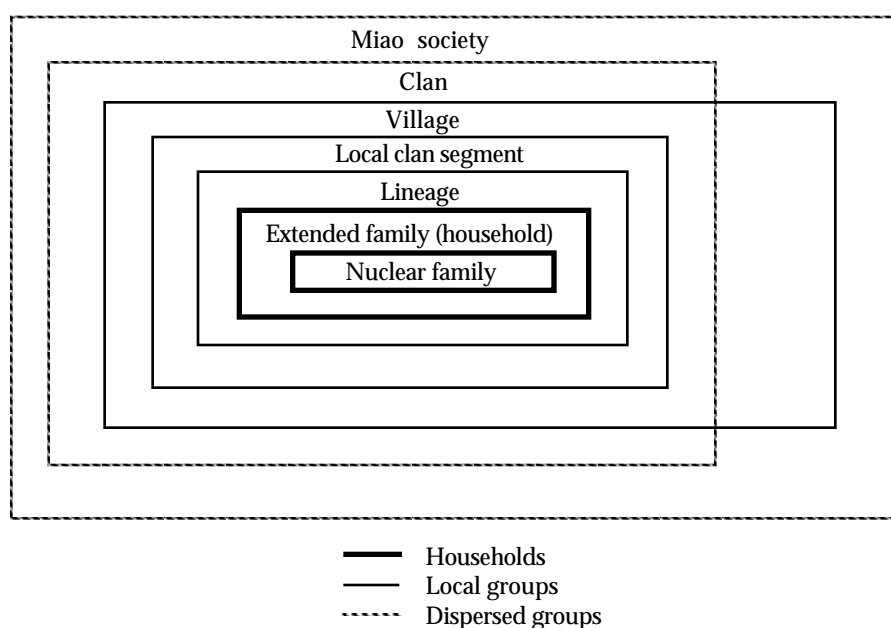 Miao society
Clan
Village
Local clan segment
Lineage
Extended family (household)
Nuclear family
Households
Local groups
Dispersed groups